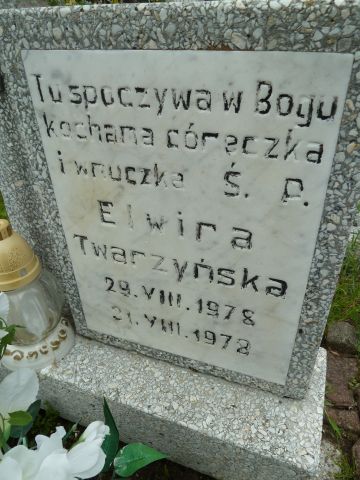 Tu spoczywa w Bogu
kochana córeczka
i wnuczka Ś. P.
Elwira
Twarzyńska
29. VIII. 1978
31. VIII. 1978